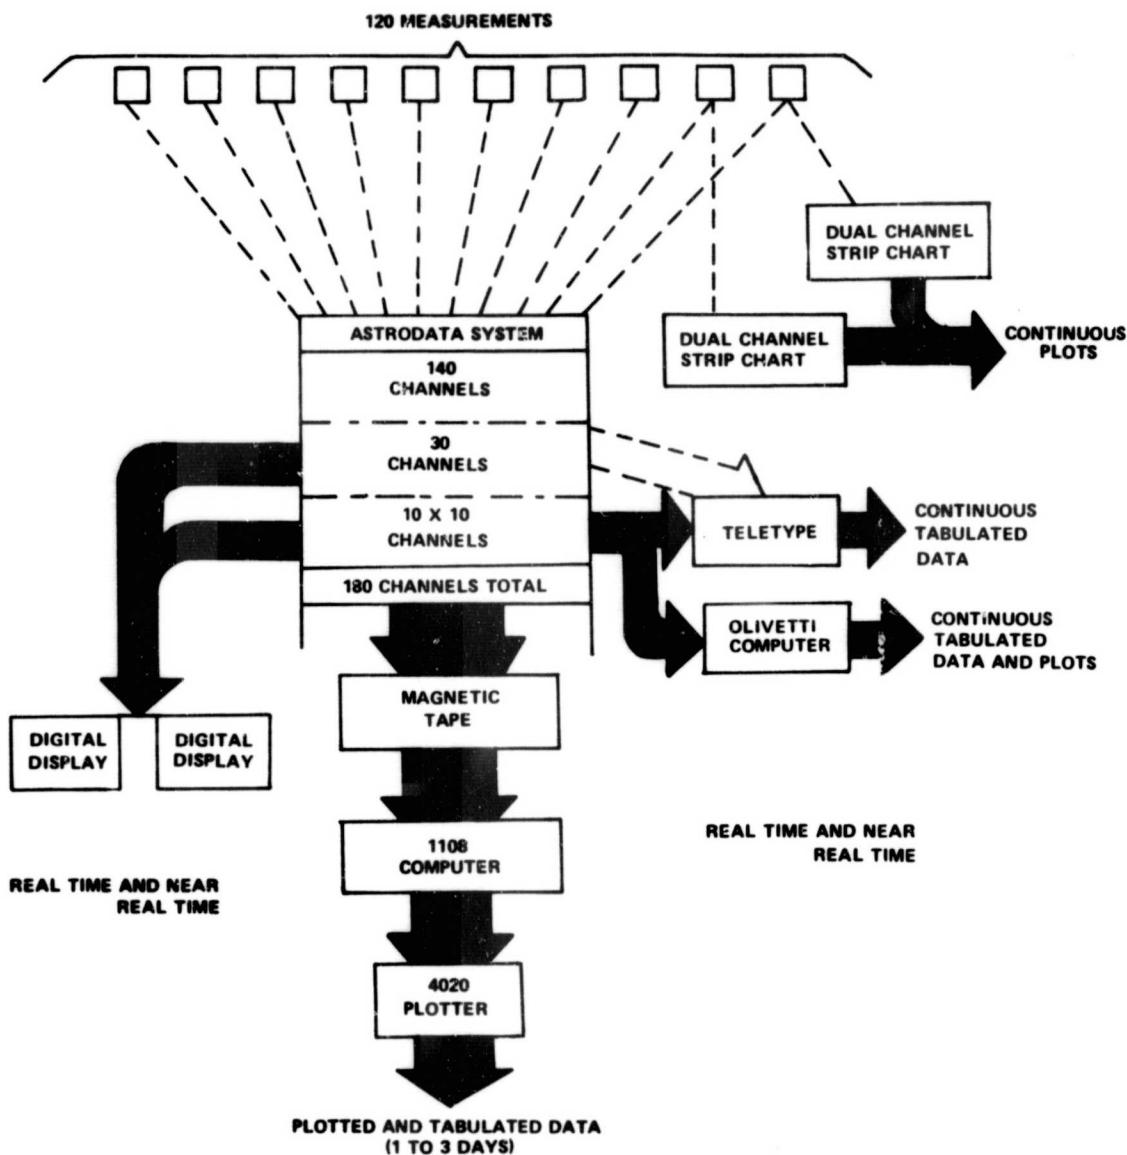 120 MEASUREMENTS
DUAL CHANNEL
STRIP CHART
ASTRODATA SYSTEM
DUAL CHANNEL
STRIP CHART
CONTINUOUS
PLOTS
140
CHANNELS
30
CHANNELS
10 X 10
CHANNELS
TELETYPE
CONTINUOUS
TABULATED
DATA
180 CHANNELS TOTAL
OLIVETTI
COMPUTER
CONTINUOUS
TABULATED
DATA AND PLOTS
MAGNETIC
TAPE
DIGITAL
DISPLAY
DIGITAL
DISPLAY
1108
COMPUTER
REAL TIME AND NEAR
REAL TIME
REAL TIME AND NEAR
REAL TIME
4020
PLOTTER
PLOTTED AND TABULATED DATA
(1 TO 3 DAYS)